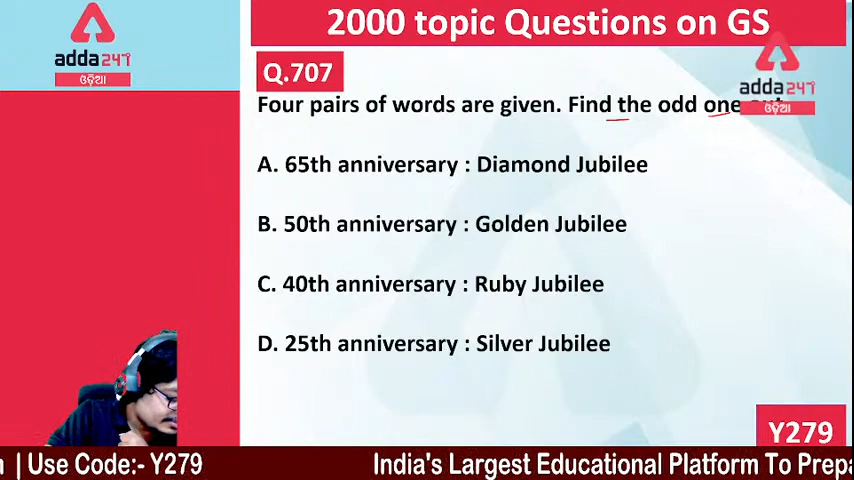 2000 topic Questions on GS
adda247
ଓଡ଼ିଆ
Q.707
Four pairs of words are given. Find the odd one
adda247
ଓଡ଼ିଆ
A. 65th anniversary : Diamond Jubilee
B. 50th anniversary : Golden Jubilee
C. 40th anniversary : Ruby Jubilee
D. 25th anniversary : Silver Jubilee
Y279
| Use Code:- Y279 India's Largest Educational Platform To Prepa